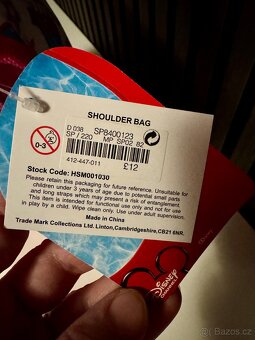 SHOULDER BAG
D 038 SP8400123
SP / 220 MP SP02 82
412-447-011 £12
0-3
Stock Code: HSM001030
Please retain this packaging for future reference. Unsuitable for
children under 3 years of age due to potential small parts
and long straps which may present a risk of entanglement.
This item is intended for functional use only and not for use
in play by a child. Wipe clean only. Use under adult supervision.
Made in China
Trade Mark Collections Ltd. Linton,Cambridgeshire,CB21 6NR.
DISNEY
CHANNEL
sbazar.cz